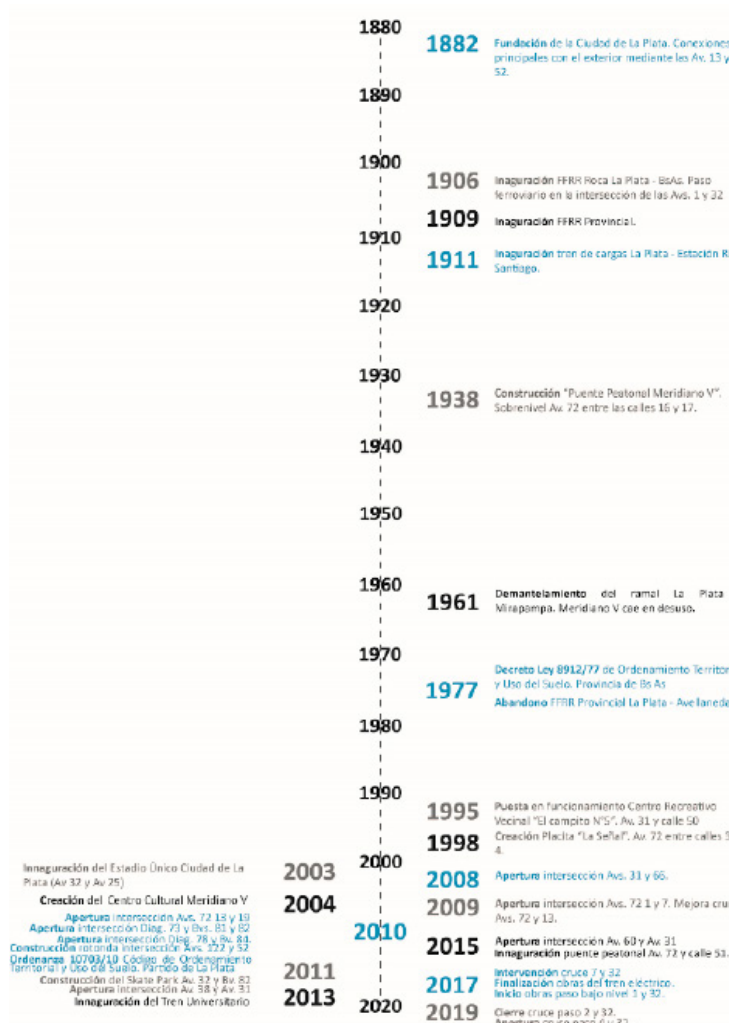 1880
1882
Fundación de la Ciudad de La Plata. Conexiones
principales con el exterior mediante las Av. 13 y
52.
1890
1900
1906
Inaguración FFRR Roca La Plata - BsAs. Paso
ferroviario en la intersección de las Avs. 1 y 32
1909
Inaguración FFRR Provincial.
1910
1911
Inaguración tren de cargas La Plata - Estación
Santiago.
1920
1930
1938
Construcción "Puente Peatonal Meridiano V".
Sobrenivel Av. 72 entre las calles 16 y 17.
1940
1950
1960
1961
Demantelamiento del ramal La Plata
Mirapampa. Meridiano V cae en desuso.
1970
1977
Decreto Ley 8912/77 de Ordenamiento
y Uso del Suelo. Provincia de Bs As
Abandono FFRR Provincial La Plata - Avellaneda
1980
1990
1995
Puesta en funcionamiento Centro Recreativo
Vecinal "El campito N°5". Av. 31 y calle 50
1998
Creación Placita "La Señal". Av. 72 entre calles
4.
2000
2003
Innaguración del Estadio Único Ciudad de La
Plata (Av 32 y Av 25)
2004
Creación del Centro Cultural Meridiano V
2008
Apertura intersección Avs. 31 y 66.
2009
Apertura intersección Avs. 72 1 y 7. Mejora
Avs. 72 y 13.
2010
Apertura intersección Avs. 72 13 y 19
Apertura intersección Diag. 73 y Bvs. 81 y 82
Apertura intersección Diag. 78 y Bv. 84.
Construcción rotonda intersección Avs. 122 y 52
Ordenanza 10703/10 Código de Ordenamiento
Territorial y Uso del Suelo. Partido de La Plata
2011
Construcción del Skate Park Av. 32 y Bv. 82
Apertura intersección Av. 38 y Av. 31
2013
Innaguración del Tren Universitario
2015
Apertura intersección Av. 60 y Av. 31
Innaguración puente peatonal Av. 72 y calle 51.
2017
Intervención cruce 7 y 32
Finalización obras del tren eléctrico.
Inicio obras paso bajo nivel 1 y 32.
2019
Cierre cruce paso 2 y 32.
2020